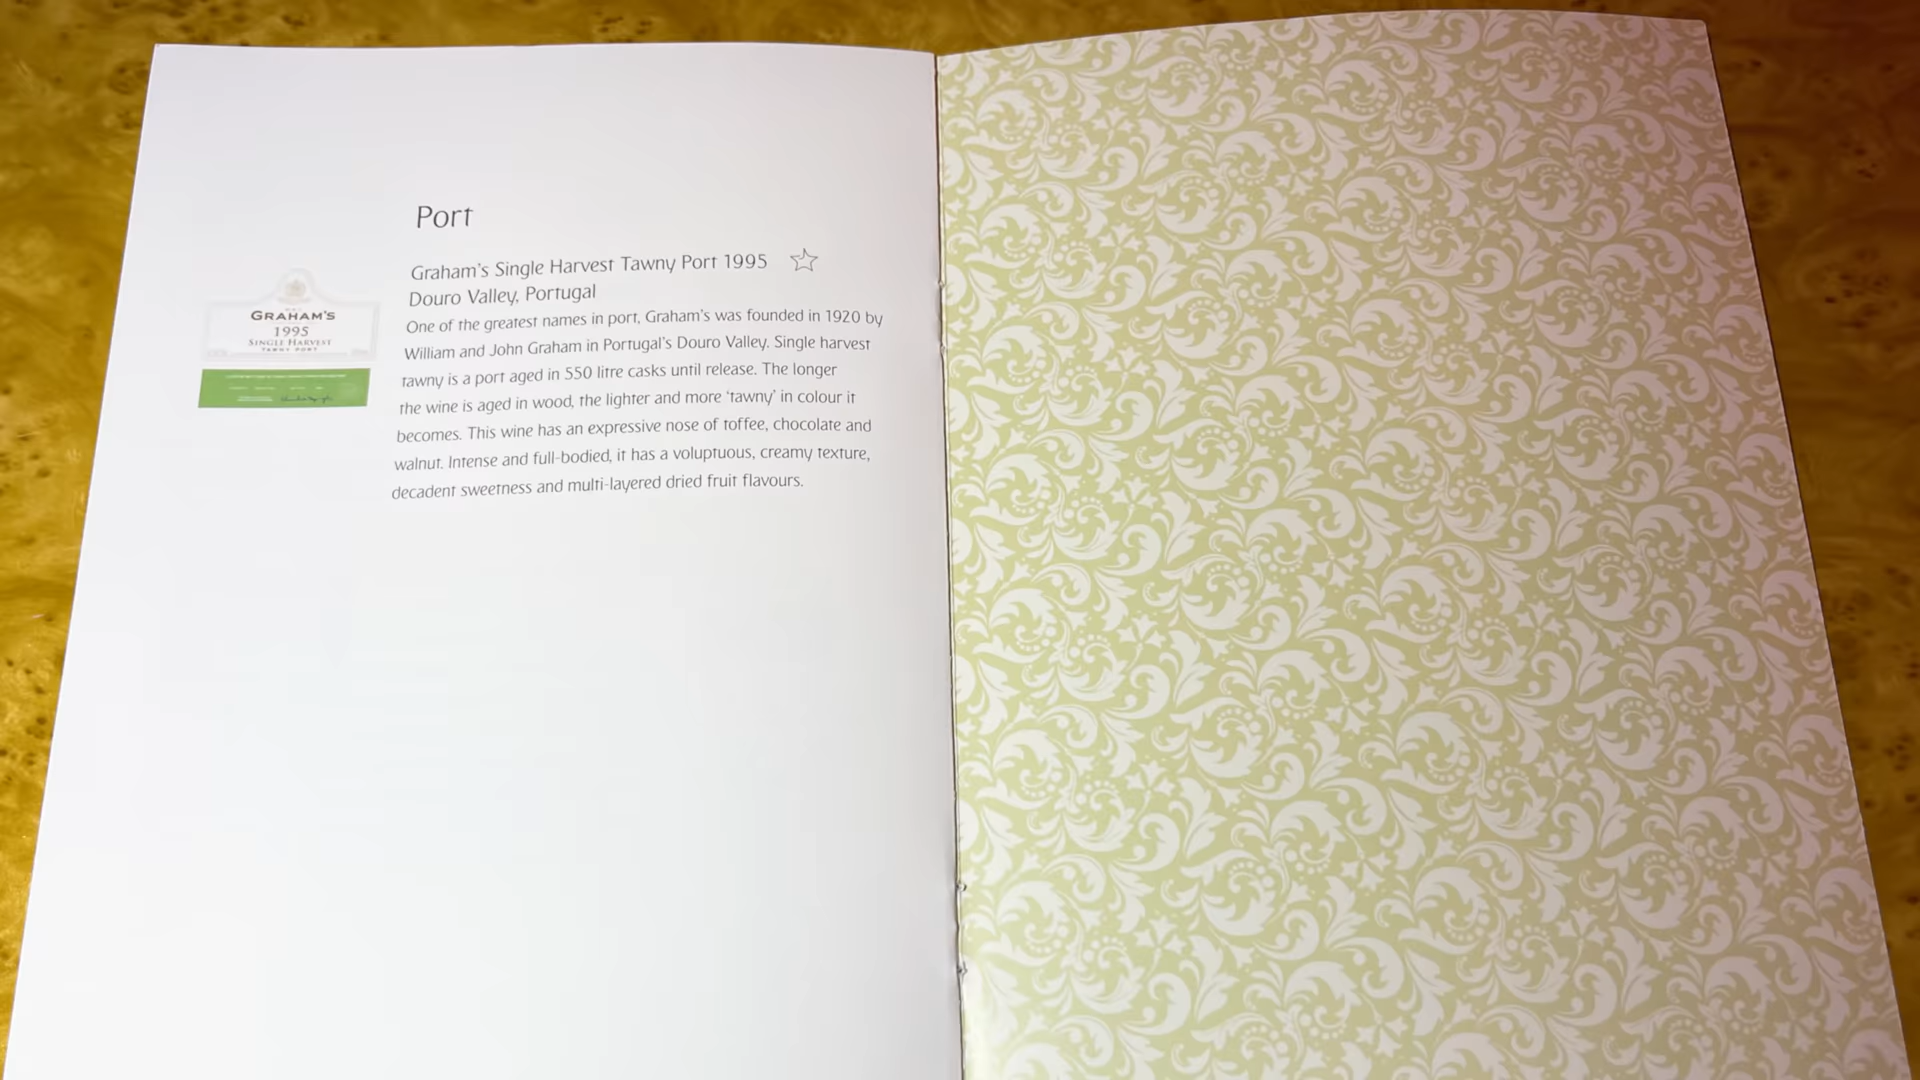 Port
Graham's Single Harvest Tawny Port 1995
Douro Valley, Portugal
One of the greatest names in port, Graham's was founded in 1920 by
William and John Graham in Portugal's Douro Valley. Single harvest
tawny is a port aged in 550 litre casks until release. The longer
the wine is aged in wood, the lighter and more 'tawny' in colour it
becomes. This wine has an expressive nose of toffee, chocolate and
walnut. Intense and full-bodied, it has a voluptuous, creamy texture,
decadent sweetness and multi-layered dried fruit flavours.
GRAHAM'S
1995
SINGLE HARVEST
TAWNY PORT